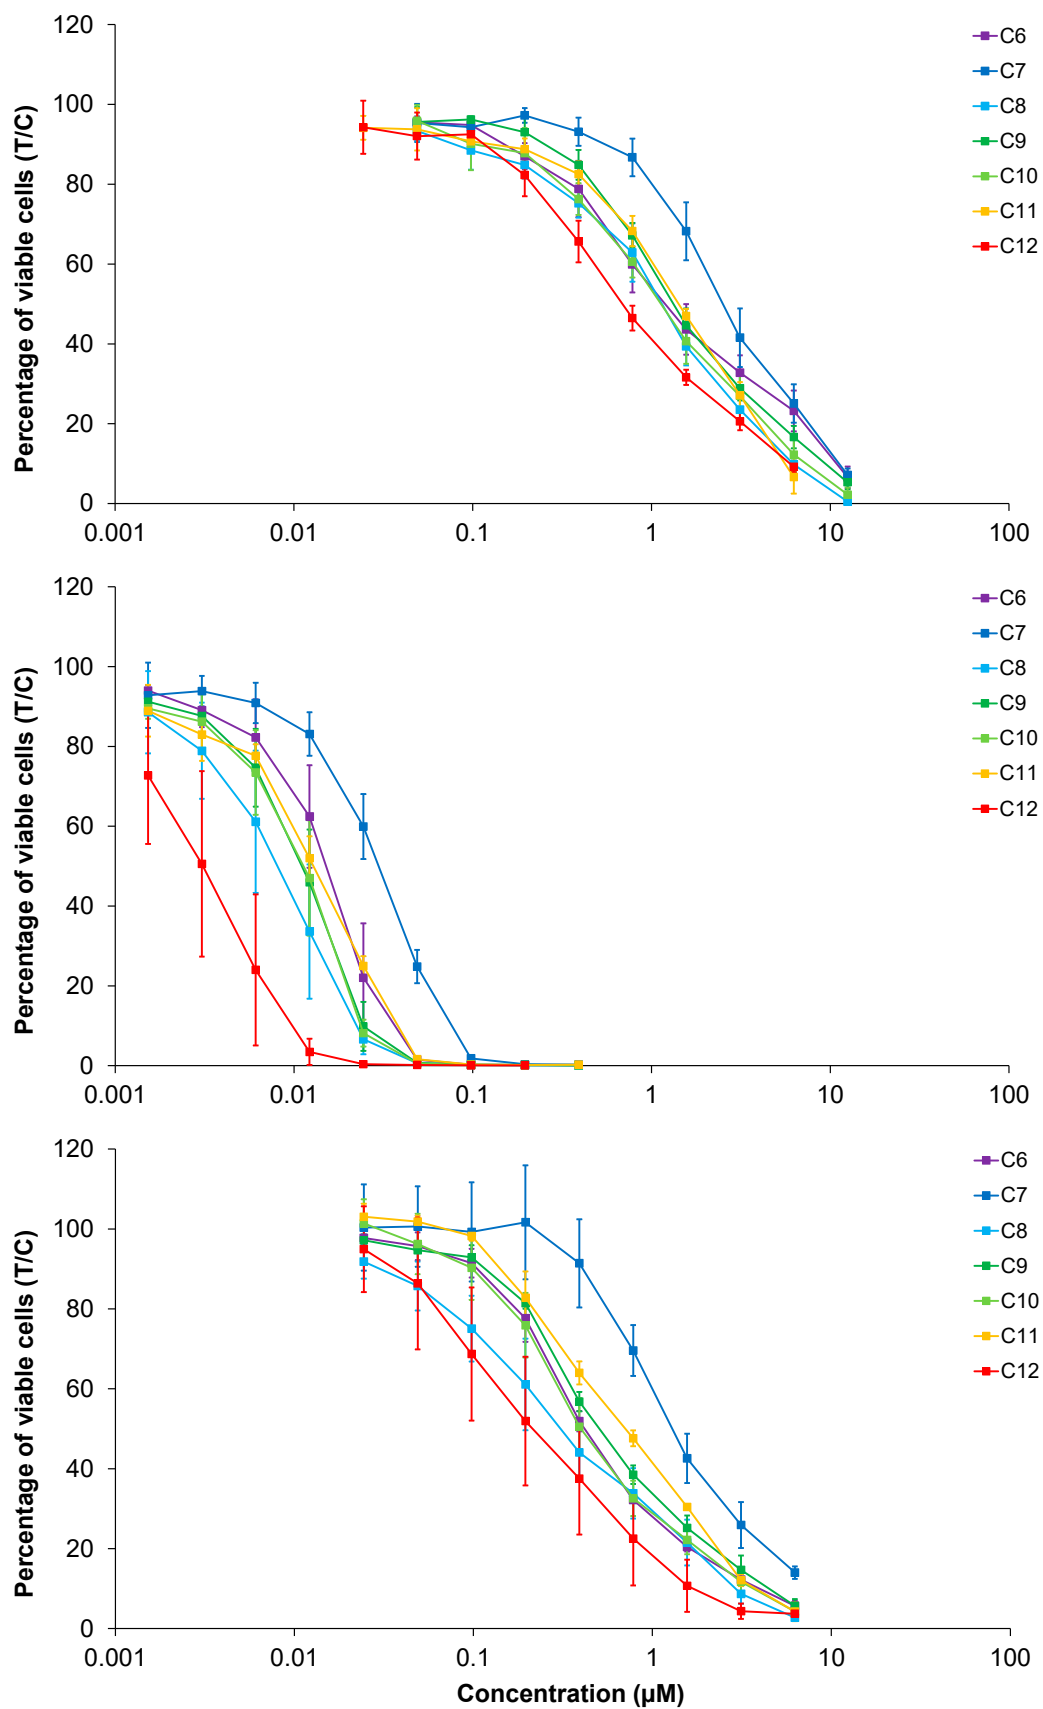 Percentage of viable cells (T/C)
120
100
80
60
40
20
0
0.001 0.01 0.1 1 10 100
C6
C7
C8
C9
C10
C11
C12
Percentage of viable cells (T/C)
120
100
80
60
40
20
0
0.001 0.01 0.1 1 10 100
C6
C7
C8
C9
C10
C11
C12
Percentage of viable cells (T/C)
120
100
80
60
40
20
0
0.001 0.01 0.1 1 10 100
C6
C7
C8
C9
C10
C11
C12
Concentration (µM)